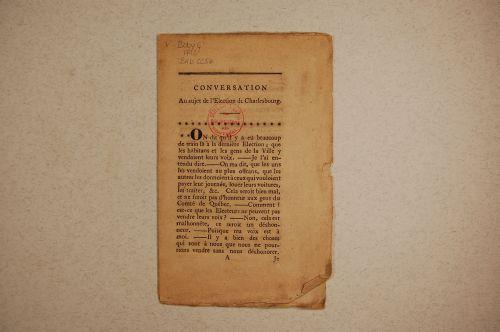 CONVERSATION
Au sujet de l'Election de Charlesbourg.
ON dit qu'il y a eu beaucoup
de train à la derniere Election; que
les habitans et les gens de la Ville y
vendoient leurs voix. —Je l'ai en-
tendu dire.—On m'a dit, que les uns
les vendoient au plus offrant, que les
autres les donnoient à ceux qui vouloient
payer leur journée, louer leurs voitures,
les traiter, &c. Cela seroit bien mal,
et ne feroit pas d'honneur aux gens du
Comté de Québec. —Comment!
est-ce que les Electeurs ne peuvent pas
vendre leurs voix? —Non, cela est
malhonnête, ce seroit un déshon-
neur. —Puisque ma voix est à
moi. —Il y a bien des choses
qui sont à nous que nous ne pour-
rions vendre sans nous déshonorer.
A
Je